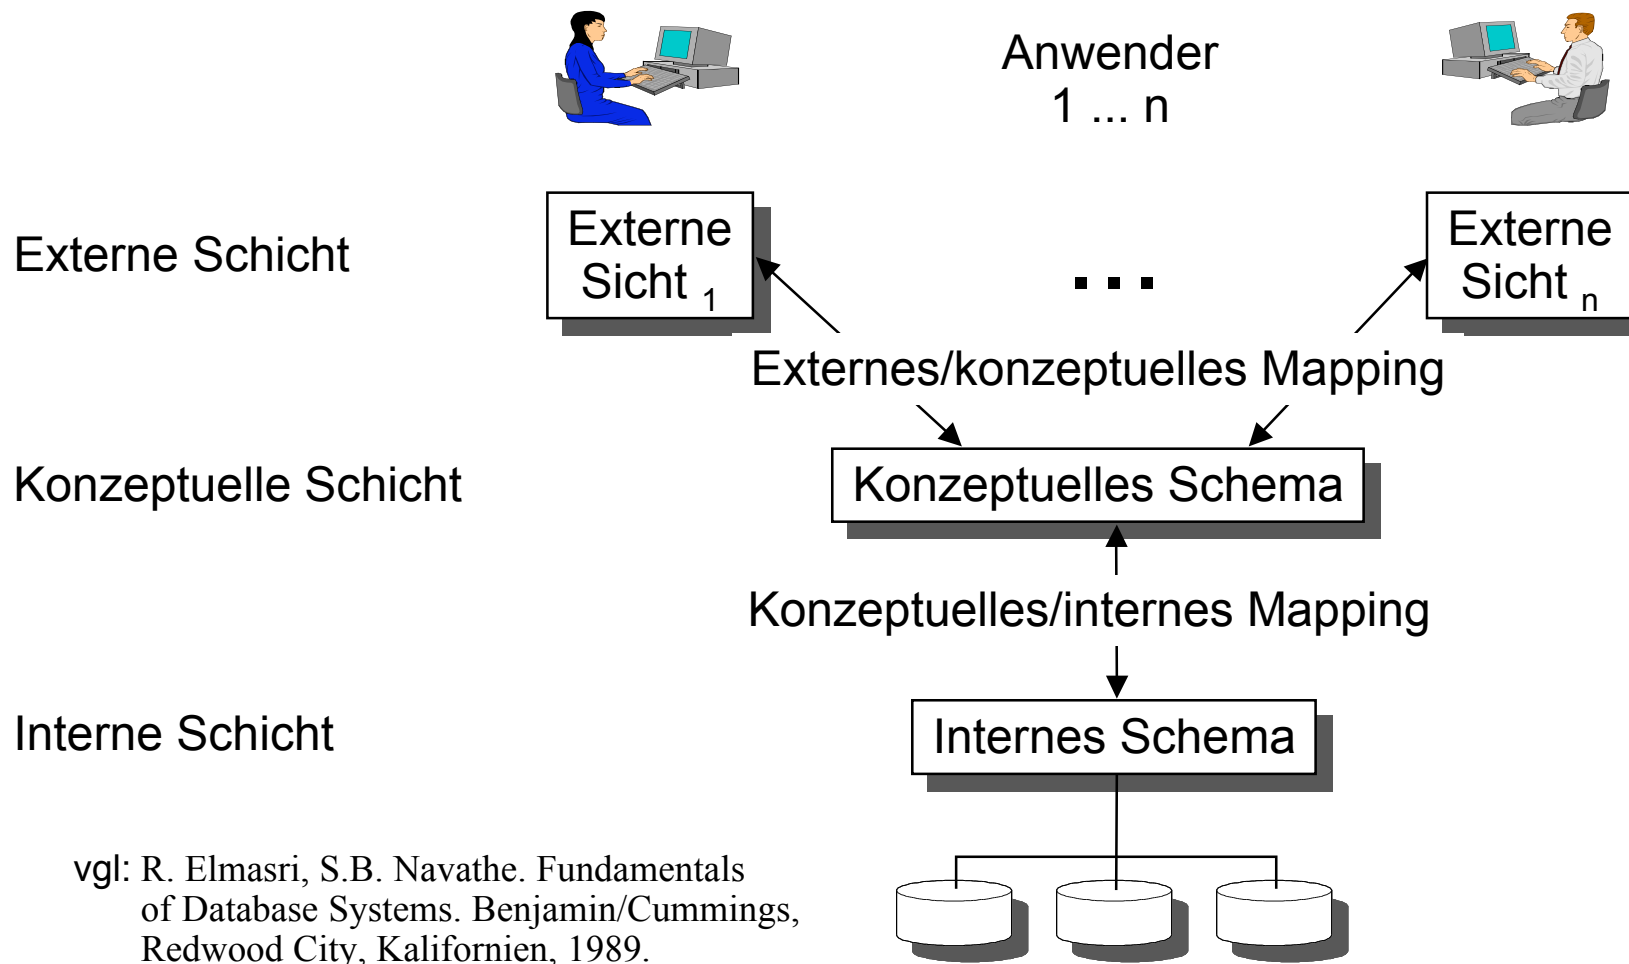 Anwender
1 ... n
Externe Schicht
Externe
Sicht 1
...
Externe
Sicht n
Externes/konzeptuelles Mapping
Konzeptuelle Schicht
Konzeptuelles Schema
Konzeptuelles/internes Mapping
Interne Schicht
Internes Schema
vgl: R. Elmasri, S.B. Navathe. Fundamentals
of Database Systems. Benjamin/Cummings,
Redwood City, Kalifornien, 1989.